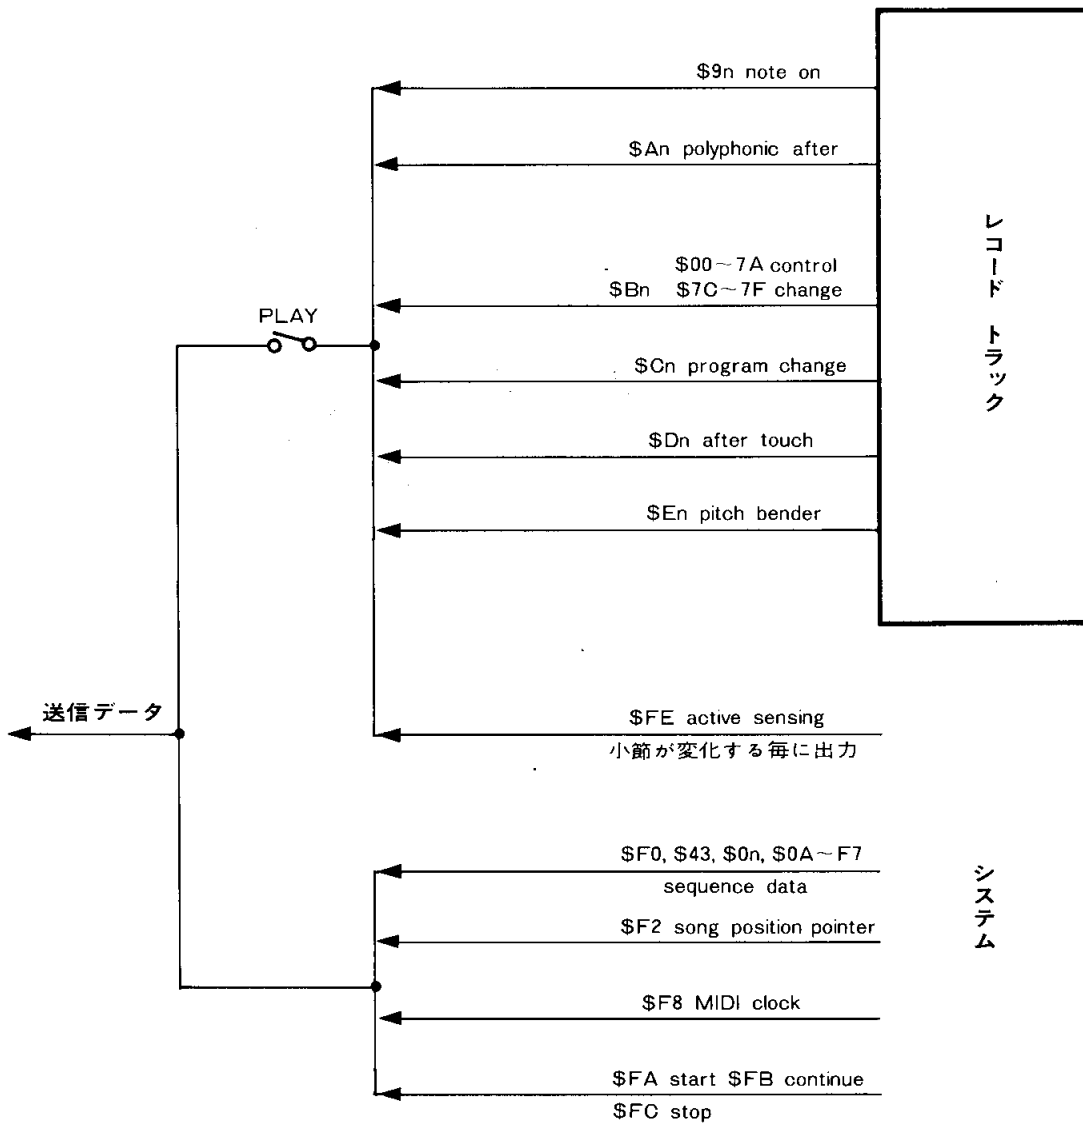 $9n note on
$An polyphonic after
$00～7A control
$Bn $7C～7F change
PLAY
$Cn program change
$Dn after touch
$En pitch bender
レコード トラック
送信データ
$FE active sensing
小節が変化する毎に出力
$F0, $43, $0n, $0A～F7
sequence data
$F2 song position pointer
$F8 MIDI clock
$FA start $FB continue
$FC stop
システム